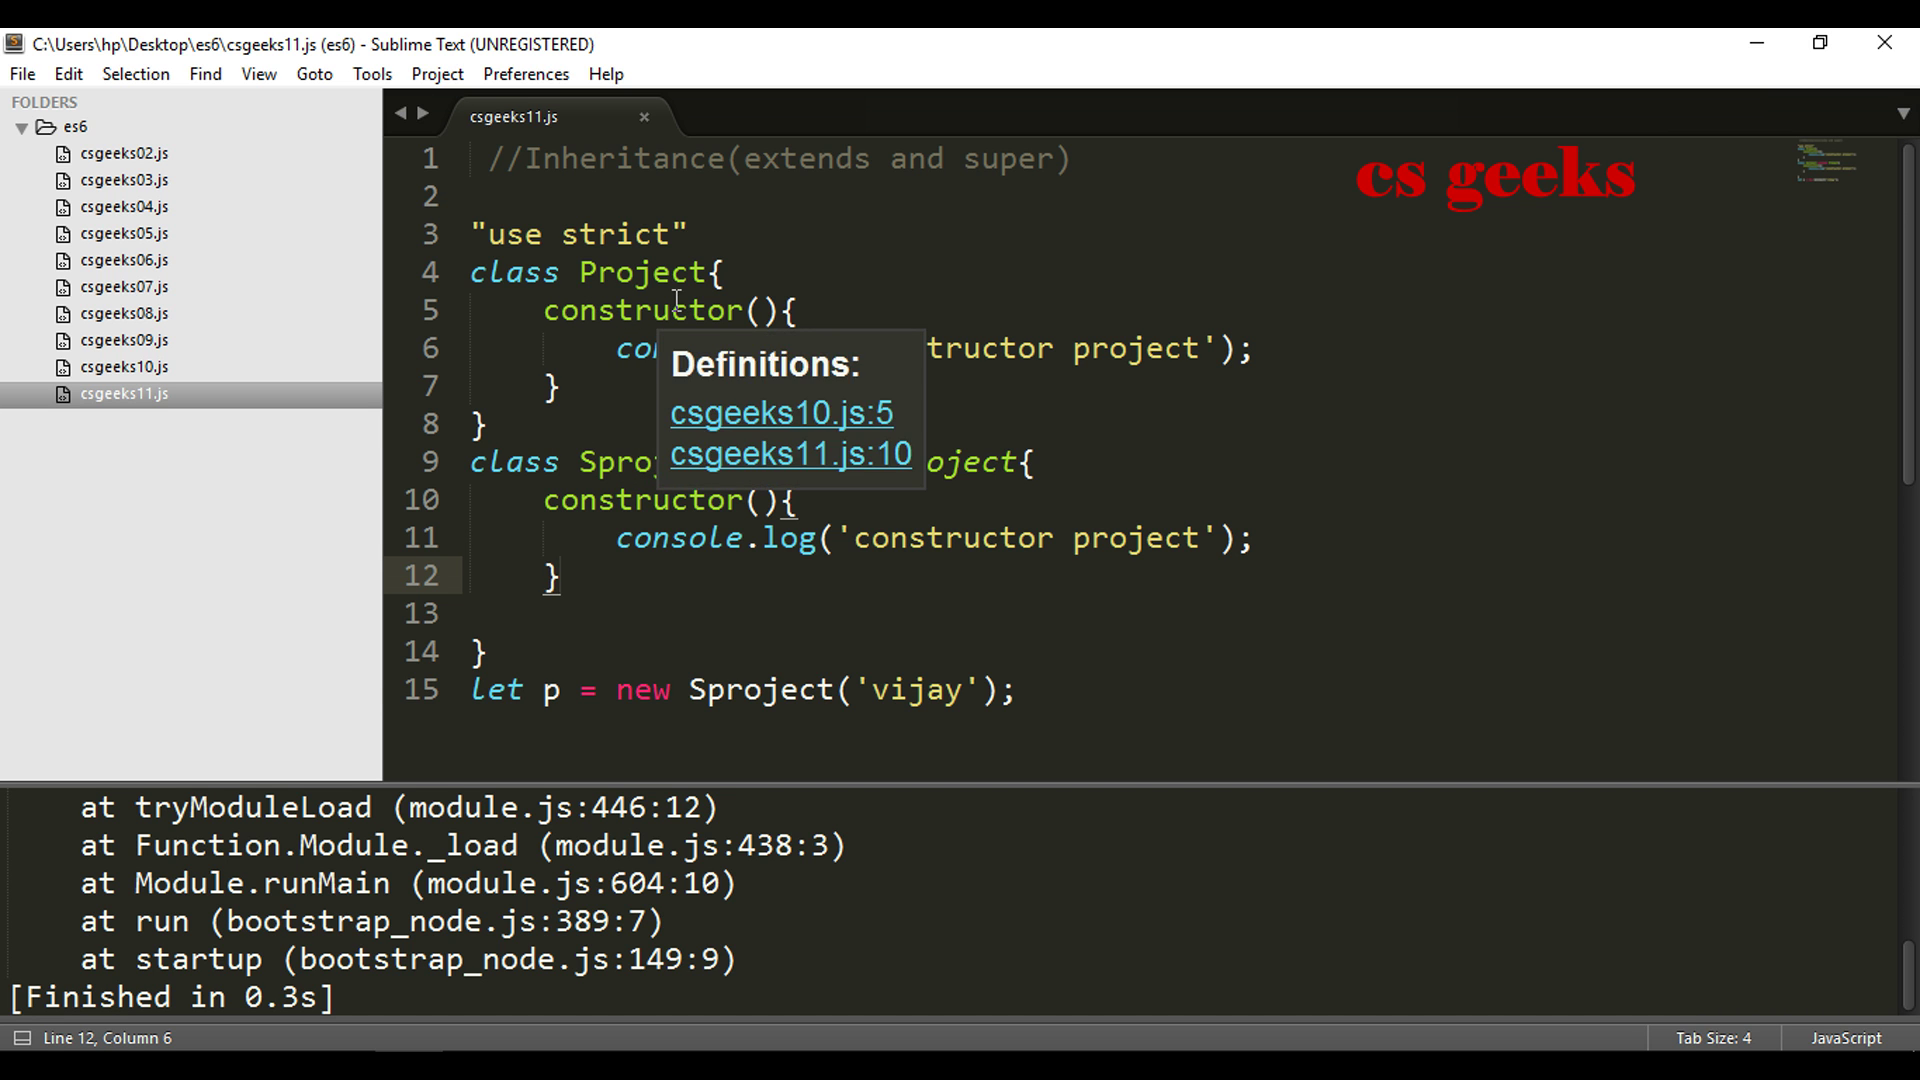 C:\Users\hp\Desktop\es6\csgeeks11.js (es6) - Sublime Text (UNREGISTERED)
File Edit Selection Find View Goto Tools Project Preferences Help
FOLDERS
es6
csgeeks02.js
csgeeks03.js
csgeeks04.js
csgeeks05.js
csgeeks06.js
csgeeks07.js
csgeeks08.js
csgeeks09.js
csgeeks10.js
csgeeks11.js
csgeeks11.js ×
cs geeks
1 //Inheritance(extends and super)
2
3 "use strict"
4 class Project{
5 constructor(){
6 con tructor project');
7 }
8 }
9 class Sproj oject{
10 constructor(){
11 console.log('constructor project');
12 }
13
14 }
15 let p = new Sproject('vijay');
Definitions:
csgeeks10.js:5
csgeeks11.js:10
at tryModuleLoad (module.js:446:12)
at Function.Module._load (module.js:438:3)
at Module.runMain (module.js:604:10)
at run (bootstrap_node.js:389:7)
at startup (bootstrap_node.js:149:9)
[Finished in 0.3s]
Line 12, Column 6 Tab Size: 4 JavaScript